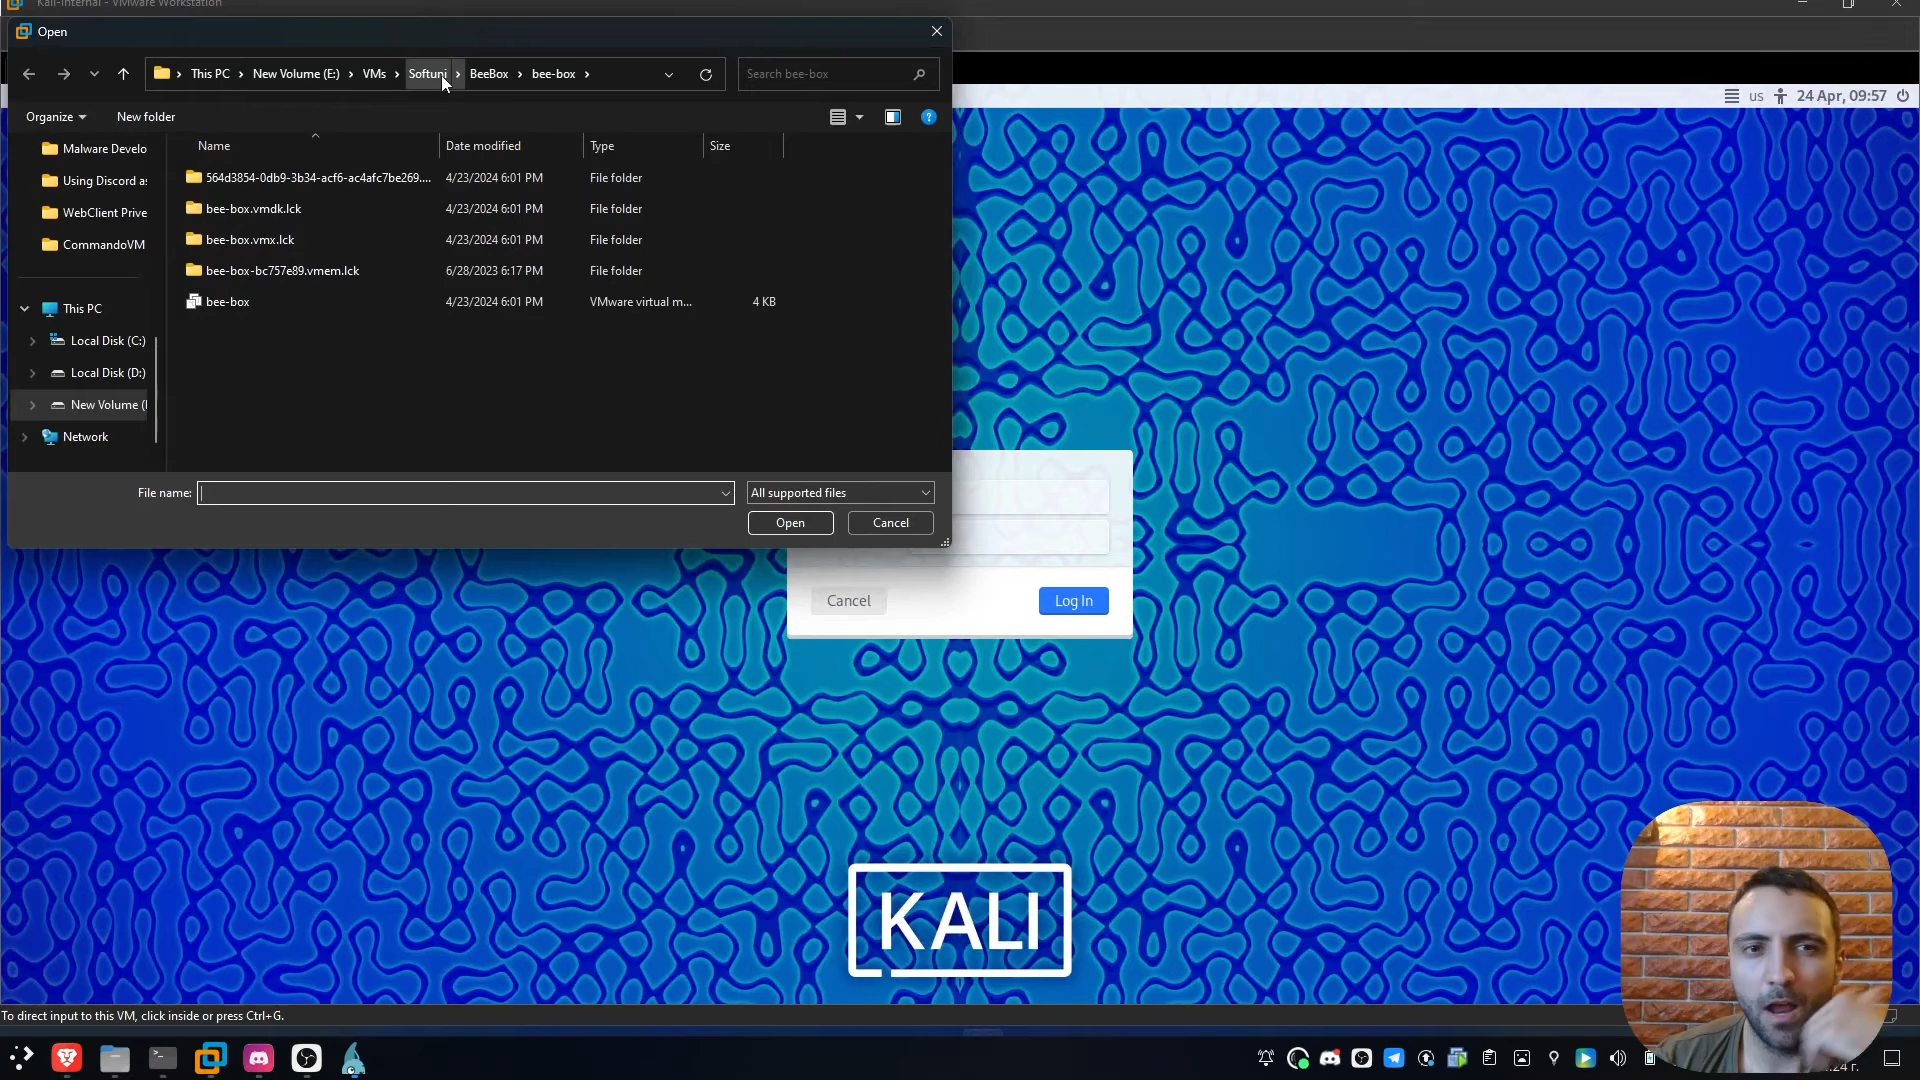 Kali-Internal - VMware Workstation
Open
This PC
New Volume (E:)
VMs
Softuni
BeeBox
bee-box
Search bee-box
us
24 Apr, 09:57
Organize
New folder
Name
Date modified
Type
Size
Malware Develo
564d3854-0db9-3b34-acf6-ac4afc7be269....
4/23/2024 6:01 PM
File folder
Using Discord as
bee-box.vmdk.lck
4/23/2024 6:01 PM
File folder
WebClient Prive
bee-box.vmx.lck
4/23/2024 6:01 PM
File folder
CommandoVM
bee-box-bc757e89.vmem.lck
6/28/2023 6:17 PM
File folder
bee-box
4/23/2024 6:01 PM
VMware virtual m...
4 KB
This PC
Local Disk (C:)
Local Disk (D:)
New Volume (
Network
File name:
All supported files
Open
Cancel
Cancel
Log In
KALI
To direct input to this VM, click inside or press Ctrl+G.